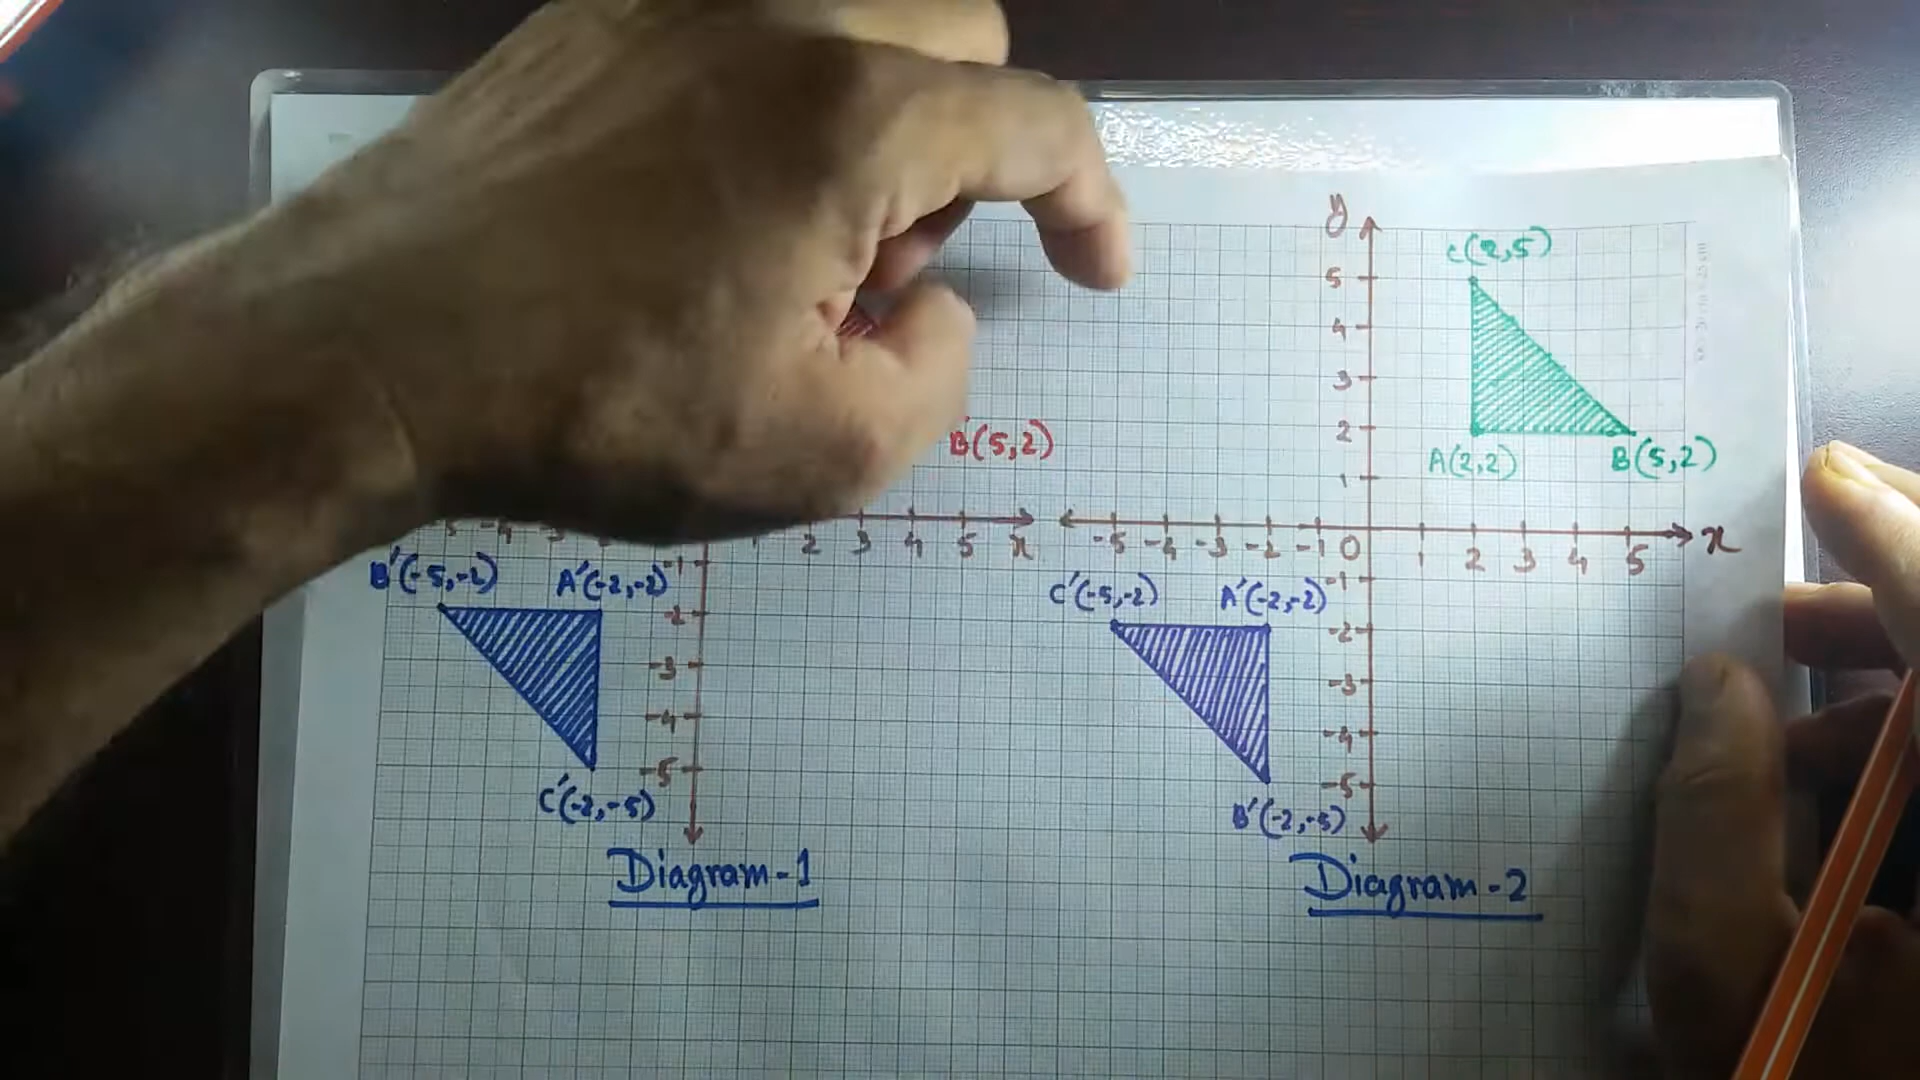 y
C(2,5)
5
4
3
B(5,2)
2
A(2,2) B(5,2)
1
-4 2 3 4 5 x -5 -4 -3 -2 -1 0 1 2 3 4 5 x
B'(-5,-2) A'(-2,-2) -1 C'(-5,-2) A'(-2,-2) -1
-2 -2
-3 -3
-4 -4
-5 -5
C'(-2,-5) B'(-2,-5)
Diagram-1 Diagram-2